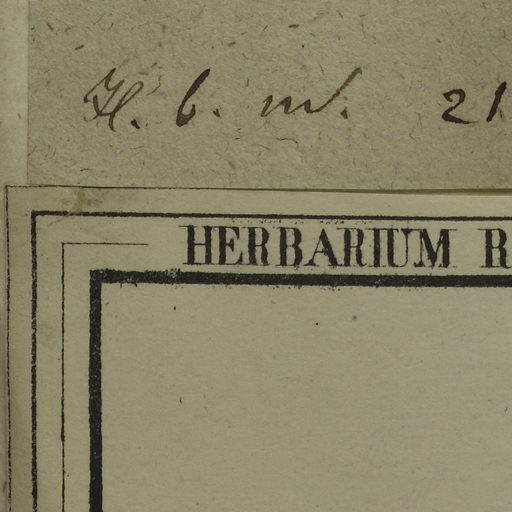 H. b. m. 21
HERBARIUM R